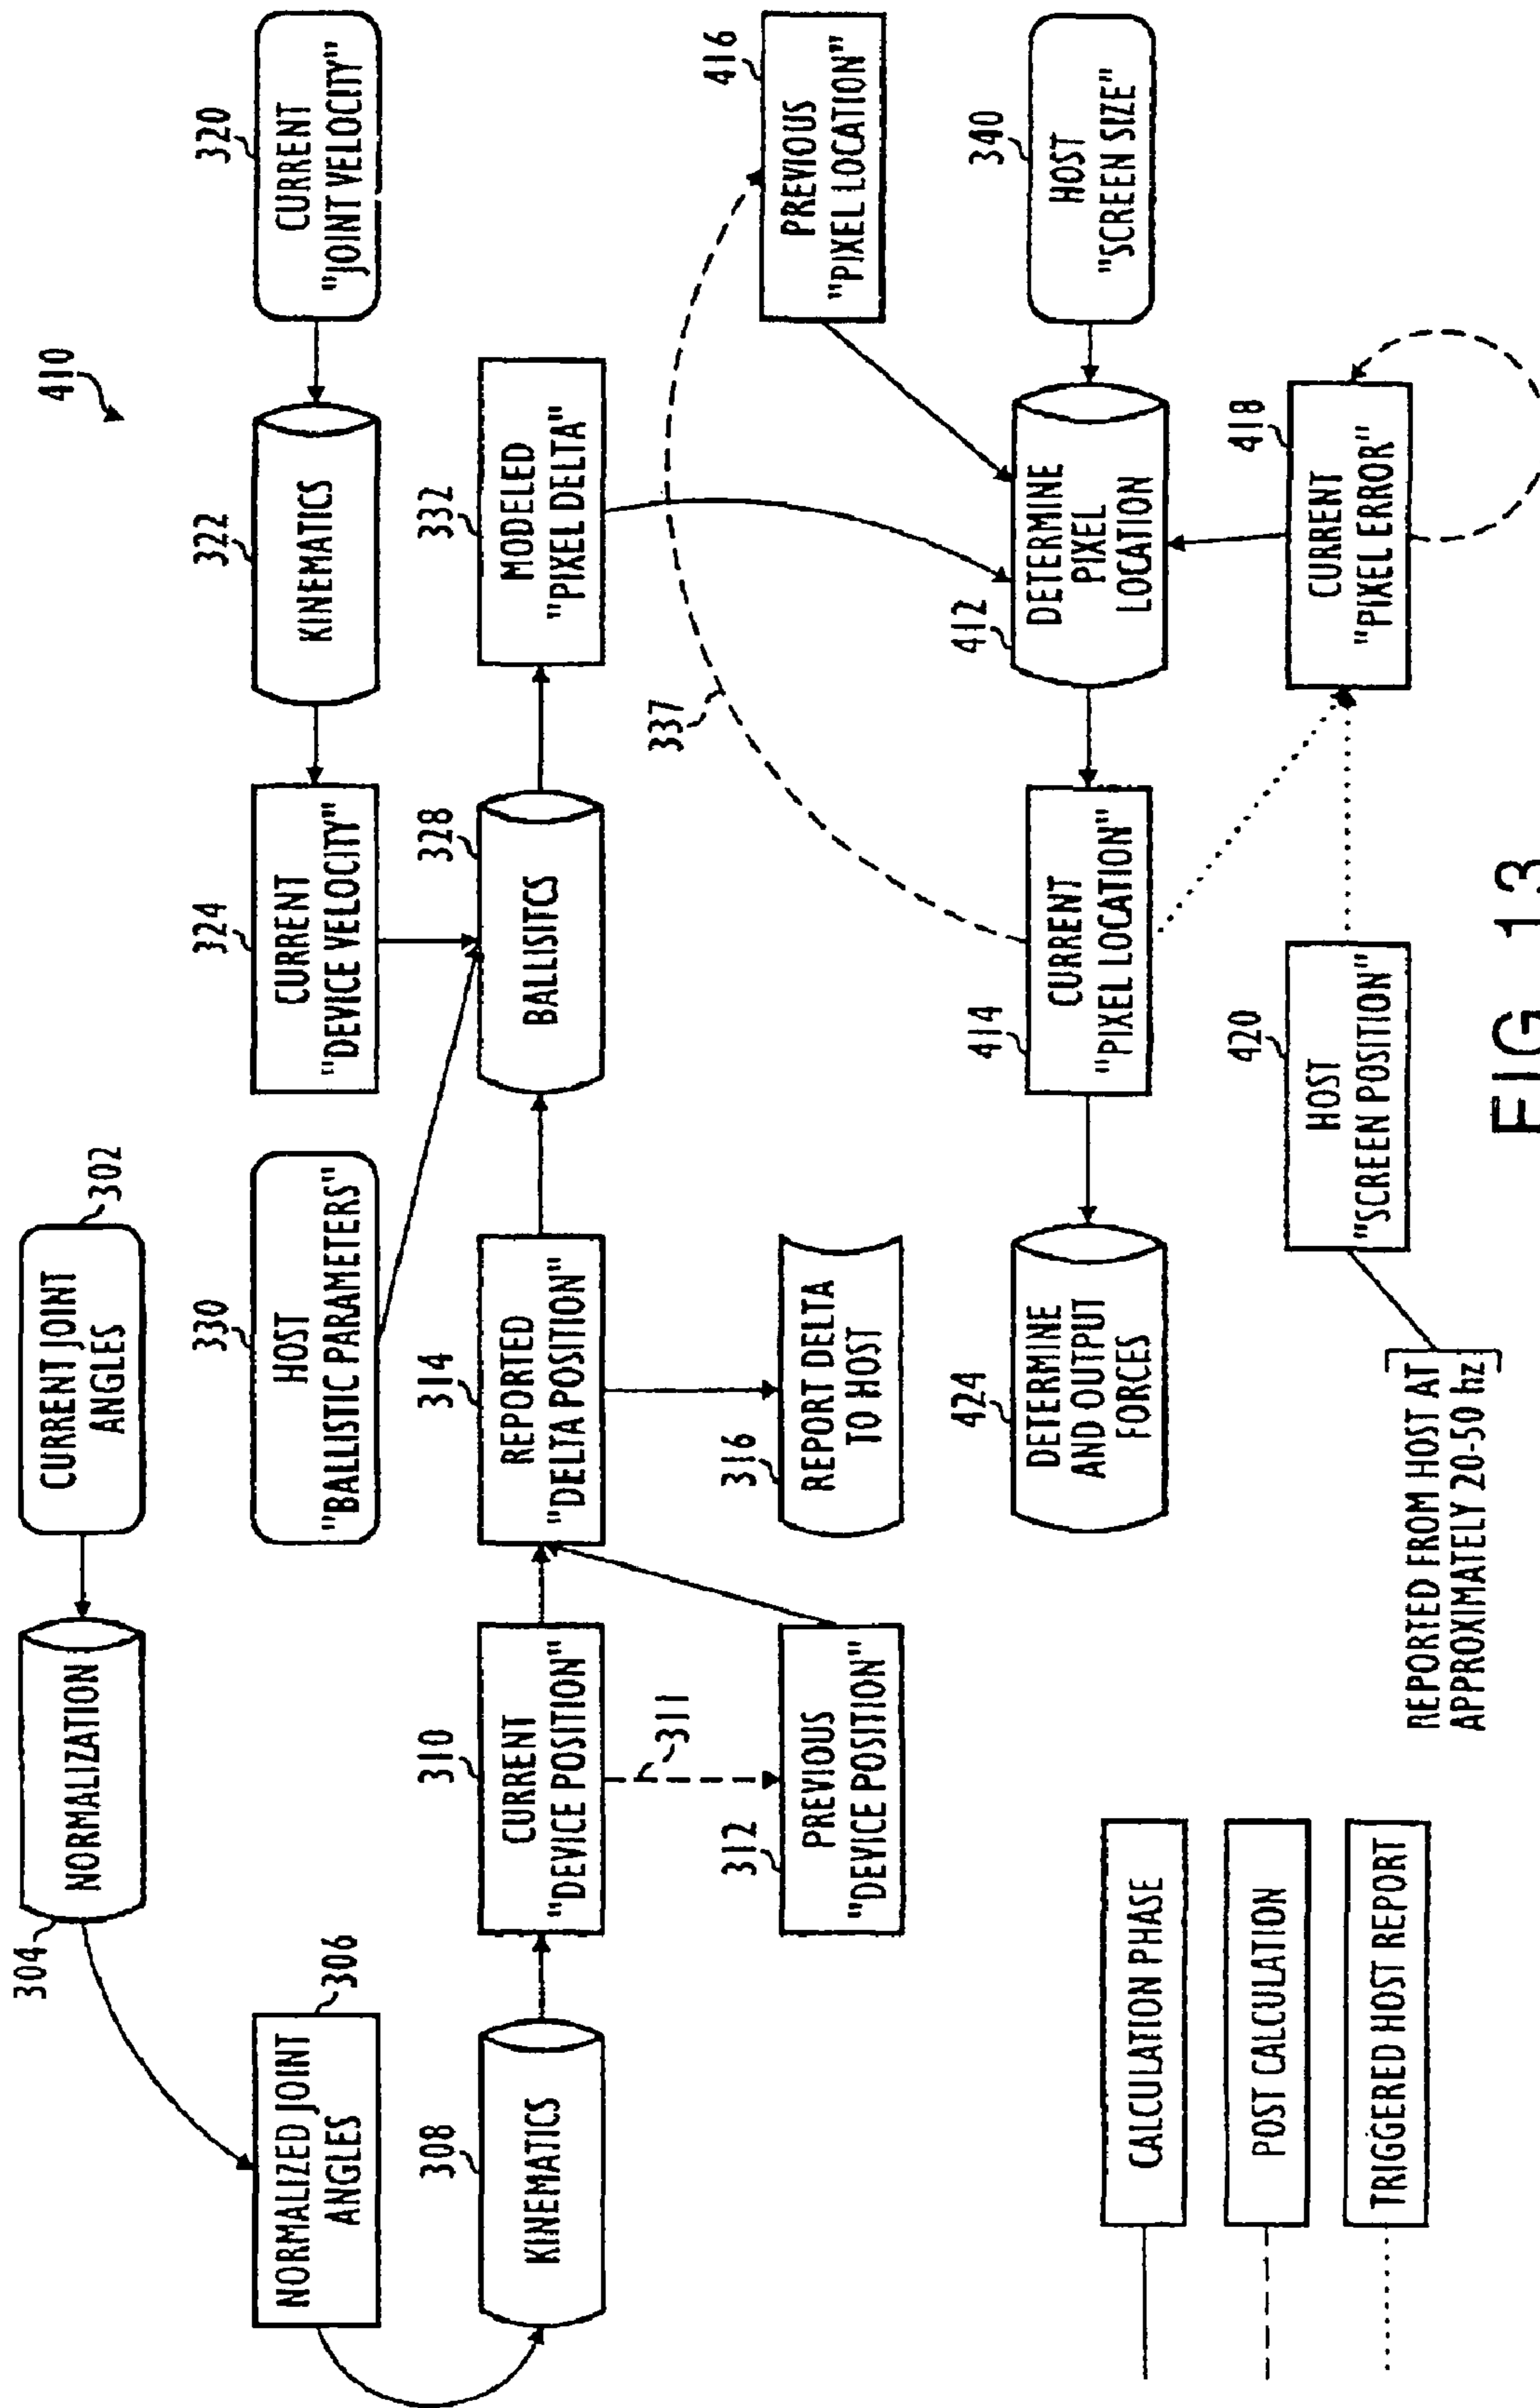 410
CURRENT JOINT
ANGLES
302
NORMALIZATION
304
NORMALIZED JOINT
ANGLES
306
HOST
"BALLISTIC PARAMETERS"
330
CURRENT
"DEVICE VELOCITY"
324
KINEMATICS
322
CURRENT
"JOINT VELOCITY"
320
KINEMATICS
308
CURRENT
"DEVICE POSITION"
310
311
REPORTED
"DELTA POSITION"
314
BALLISITCS
328
MODELED
"PIXEL DELTA"
332
PREVIOUS
"DEVICE POSITION"
312
REPORT DELTA
TO HOST
316
337
PREVIOUS
"PIXEL LOCATION"
416
DETERMINE
AND OUTPUT
FORCES
424
CURRENT
"PIXEL LOCATION"
414
DETERMINE
PIXEL
LOCATION
412
HOST
"SCREEN SIZE"
340
HOST
"SCREEN POSITION"
420
CURRENT
"PIXEL ERROR"
418
REPORTED FROM HOST AT
APPROXIMATELY 20-50 hz
CALCULATION PHASE
POST CALCULATION
TRIGGERED HOST REPORT
FIG. 13